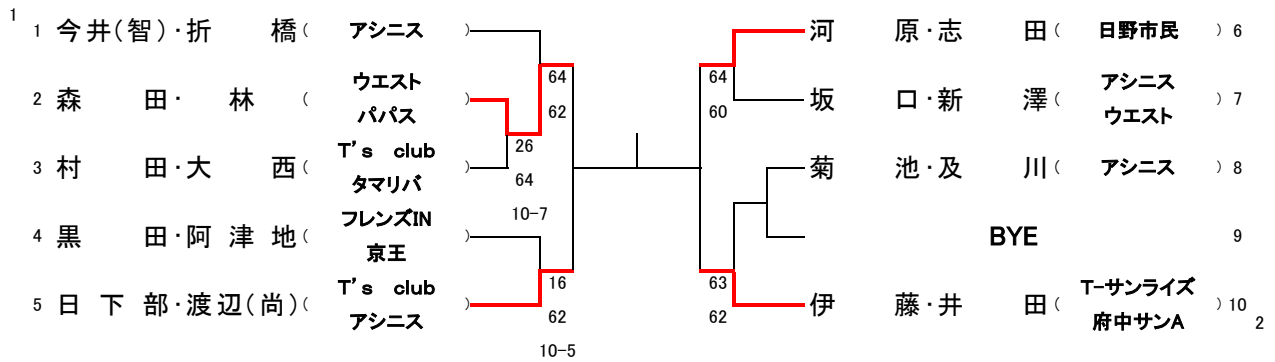 1
1 今井(智)・折 橋( アシニス )
2 森 田・ 林 ( ウエスト パパス )
3 村 田・大 西( T's club タマリバ )
4 黒 田・阿 津 地( フレンズIN 京王 )
5 日 下 部・渡辺(尚)( T's club アシニス )
64
62
26
64
10-7
16
62
10-5
64
60
63
62
河 原・志 田( 日野市民 ) 6
坂 口・新 澤( アシニス ウエスト ) 7
菊 池・及 川( アシニス ) 8
BYE 9
伊 藤・井 田( T-サンライズ 府中サンA ) 10
2